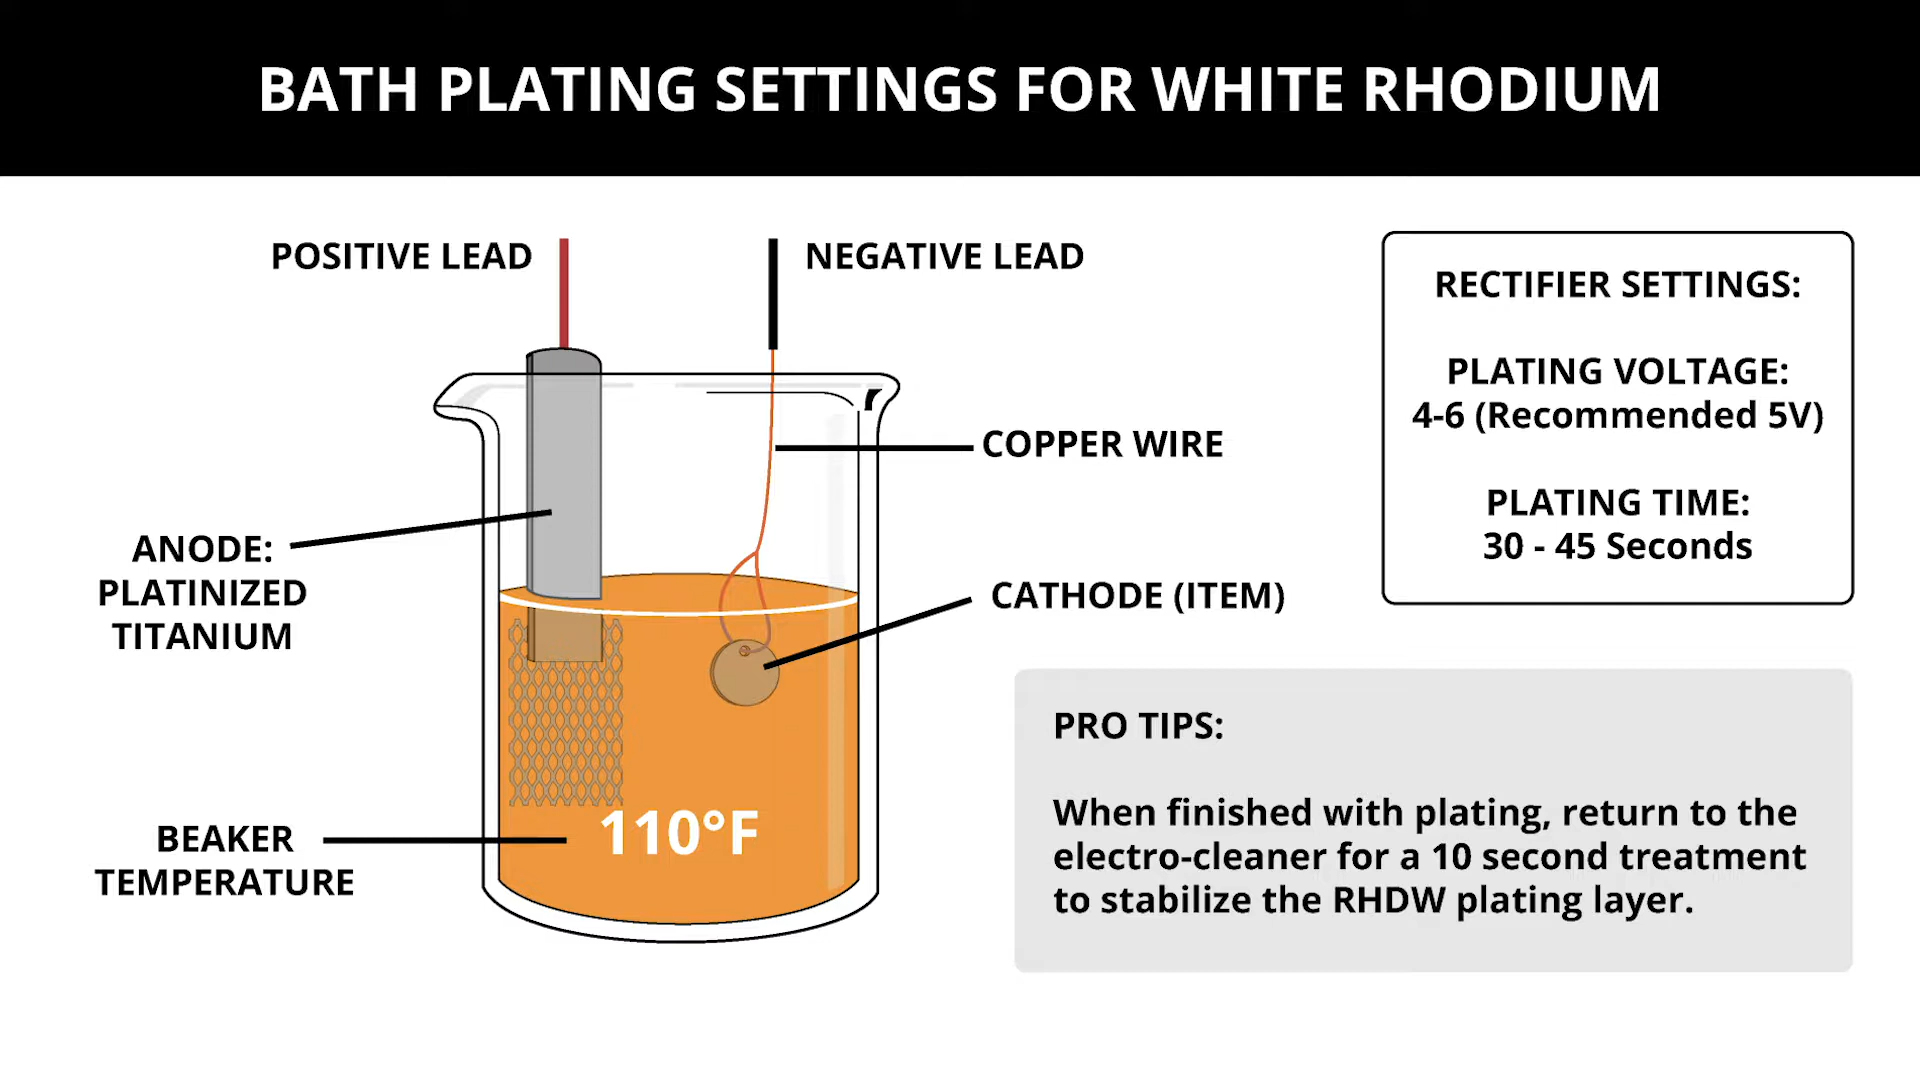 BATH PLATING SETTINGS FOR WHITE RHODIUM
POSITIVE LEAD
NEGATIVE LEAD
COPPER WIRE
ANODE:
PLATINIZED
TITANIUM
CATHODE (ITEM)
BEAKER
TEMPERATURE
110°F
RECTIFIER SETTINGS:
PLATING VOLTAGE:
4-6 (Recommended 5V)
PLATING TIME:
30 - 45 Seconds
PRO TIPS:
When finished with plating, return to the
electro-cleaner for a 10 second treatment
to stabilize the RHDW plating layer.